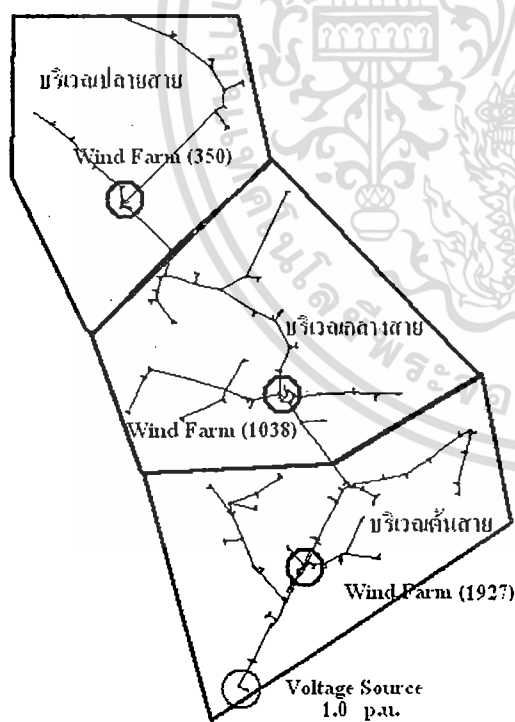 บริเวณปลายสาย
Wind Farm (350)
บริเวณกลางสาย
Wind Farm (1038)
บริเวณต้นสาย
Wind Farm (1927)
Voltage Source
1.0 p.u.